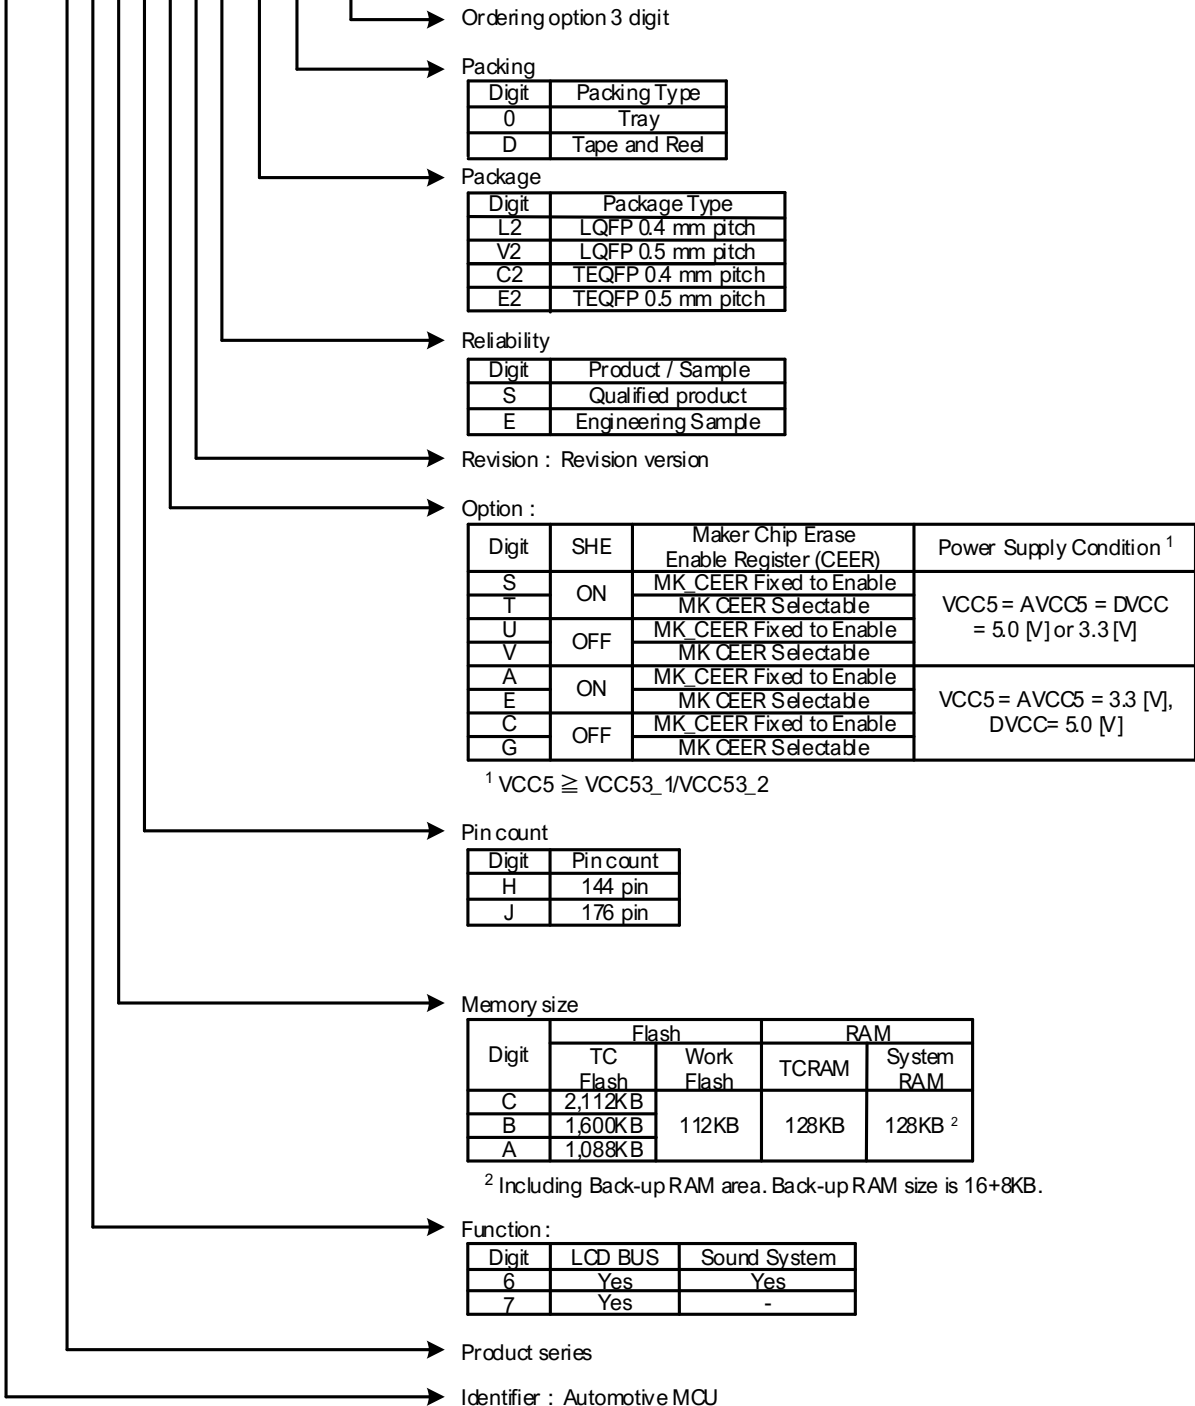 Ordering option 3 digit
Packing
Digit Packing Type
0 Tray
D Tape and Reel
Package
Digit Package Type
L2 LQFP 0.4 mm pitch
V2 LQFP 0.5 mm pitch
C2 TEQFP 0.4 mm pitch
E2 TEQFP 0.5 mm pitch
Reliability
Digit Product / Sample
S Qualified product
E Engineering Sample
Revision : Revision version
Option :
Digit SHE Maker Chip Erase Enable Register (CEER) Power Supply Condition 1
S ON MK_CEER Fixed to Enable VCC5 = AVCC5 = DVCC = 5.0 [V] or 3.3 [V]
T MK CEER Selectable
U OFF MK_CEER Fixed to Enable
V MK CEER Selectable
A ON MK_CEER Fixed to Enable VCC5 = AVCC5 = 3.3 [V], DVCC= 5.0 [V]
E MK CEER Selectable
C OFF MK_CEER Fixed to Enable
G MK CEER Selectable
1 VCC5 ≧ VCC53_1/VCC53_2
Pin count
Digit Pin count
H 144 pin
J 176 pin
Memory size
Digit Flash RAM
TC Flash Work Flash TCRAM System RAM
C 2,112KB 112KB 128KB 128KB 2
B 1,600KB
A 1,088KB
2 Including Back-up RAM area. Back-up RAM size is 16+8KB.
Function :
Digit LCD BUS Sound System
6 Yes Yes
7 Yes -
Product series
Identifier : Automotive MCU